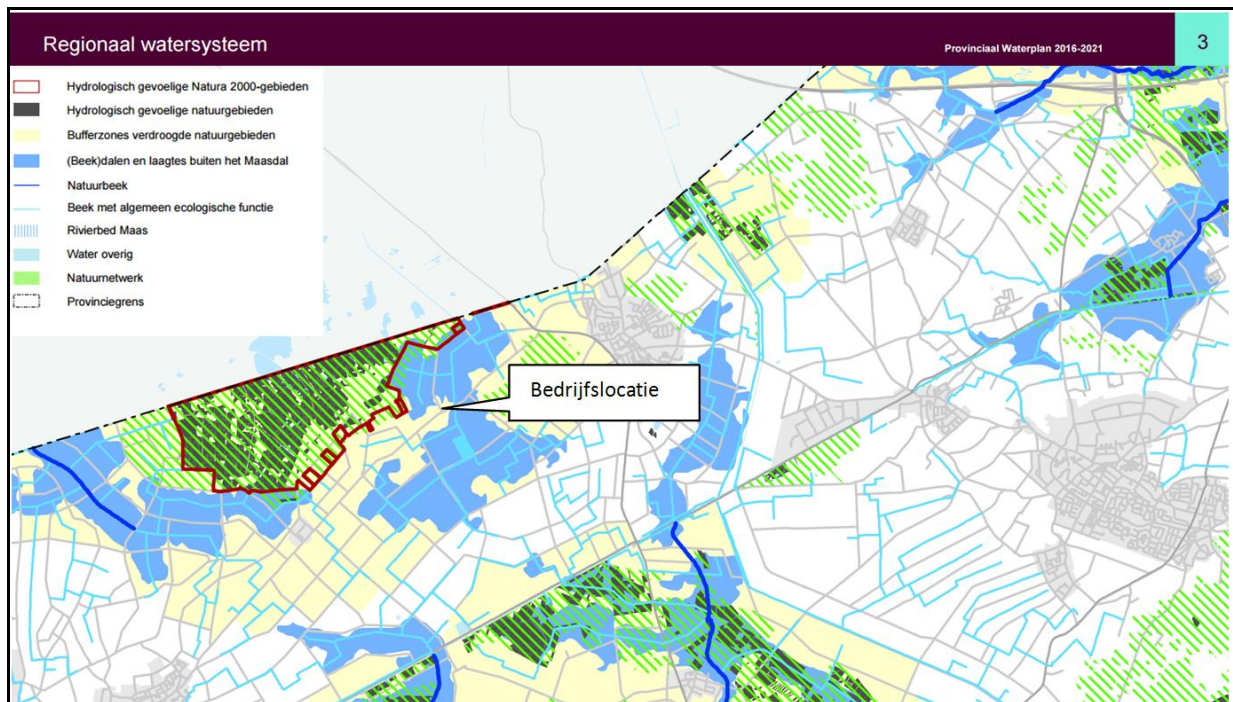 Regionaal watersysteem
Provinciaal Waterplan 2016-2021
3
Hydrologisch gevoelige Natura 2000-gebieden
Hydrologisch gevoelige natuurgebieden
Bufferzones verdroogde natuurgebieden
(Beek)dalen en laagtes buiten het Maasdal
Natuurbeek
Beek met algemeen ecologische functie
Rivierbed Maas
Water overig
Natuurnetwerk
Provinciegrens
Bedrijfslocatie